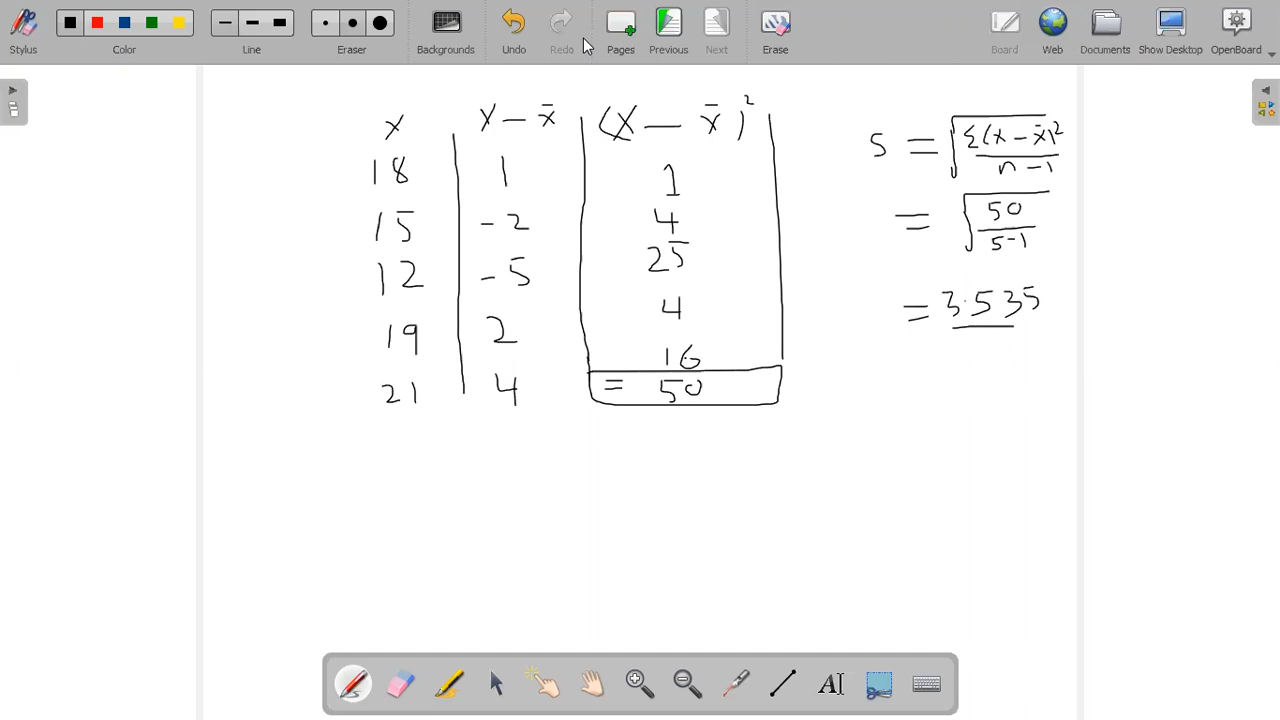 Stylus Color Line Eraser Backgrounds Undo Redo Pages Previous Next Erase Board Web Documents Show Desktop OpenBoard
x | x - x̄ | (x - x̄)²
18 | 1 | 1
15 | -2 | 4
12 | -5 | 25
19 | 2 | 4
21 | 4 | 16
= 50
S = √(Σ(x - x̄)² / n - 1)
= √(50 / 5-1)
= 3.535
AI